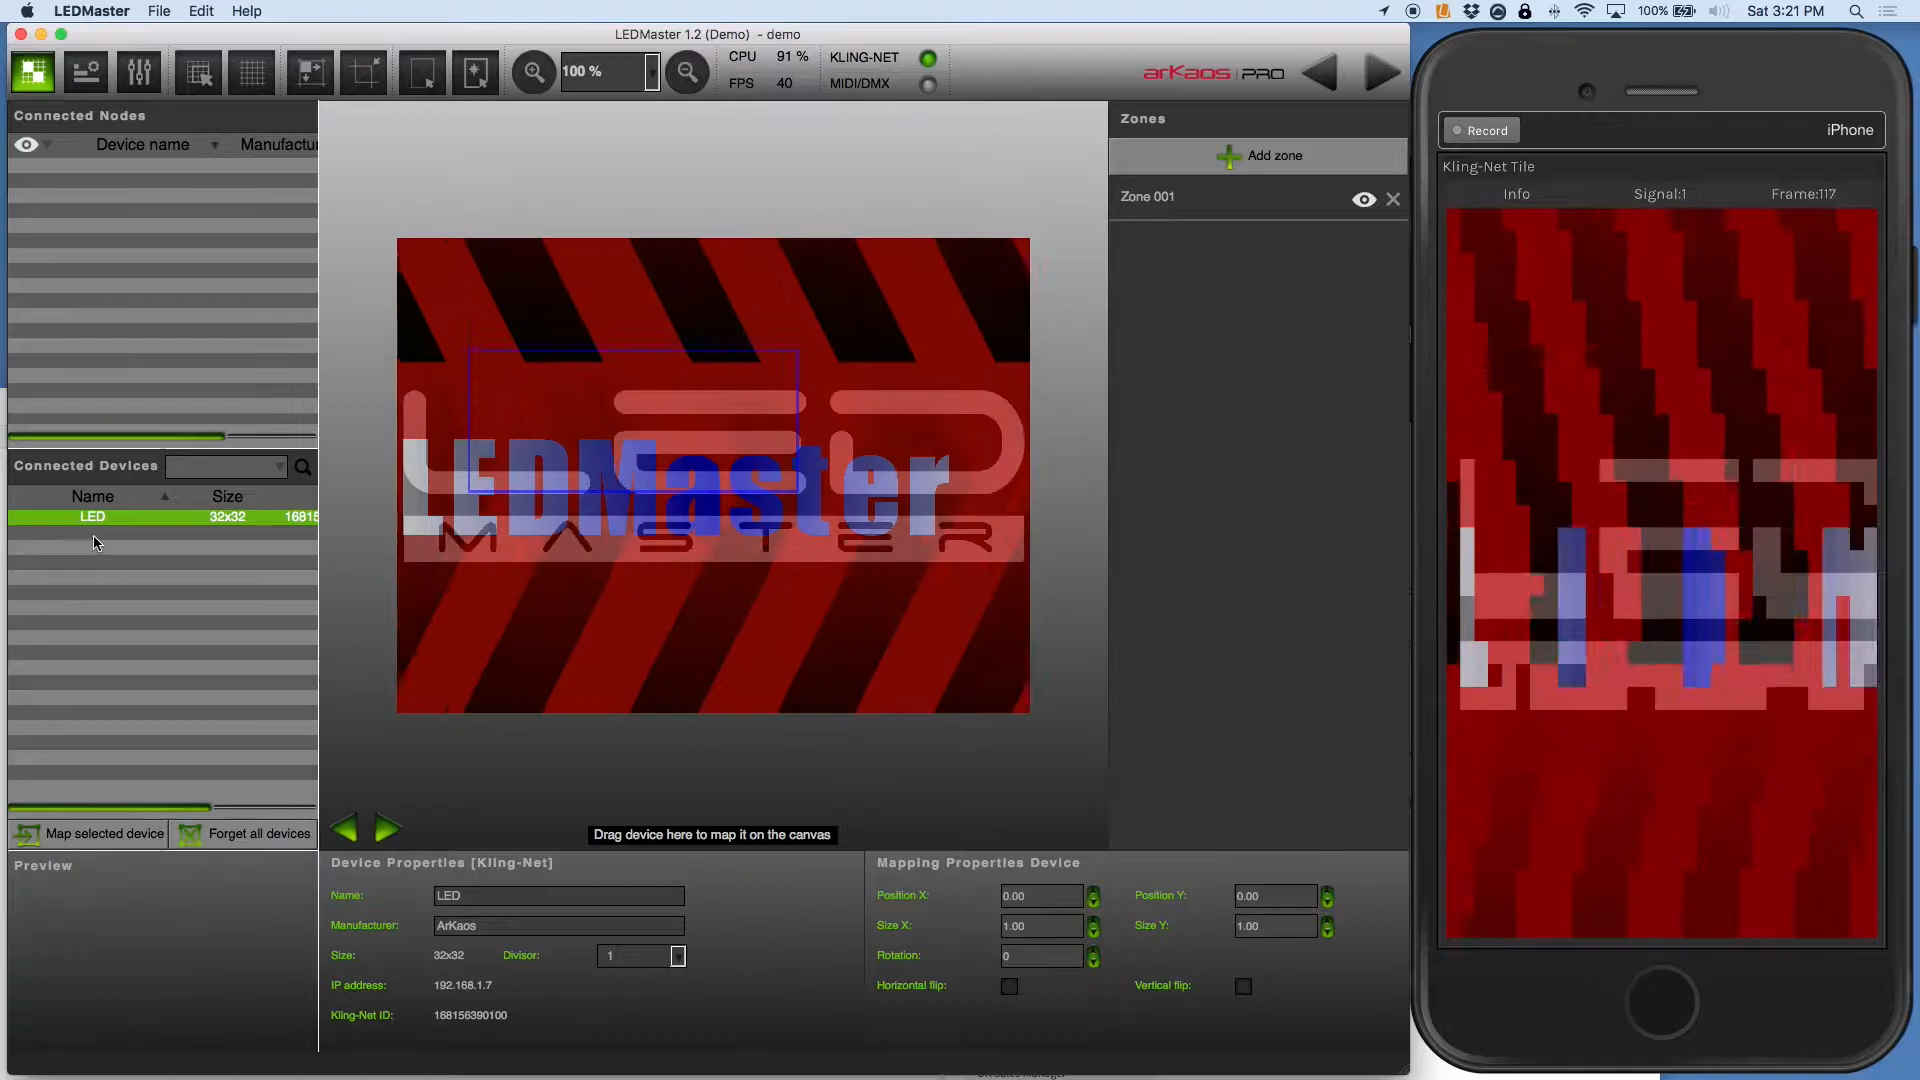 LEDMaster File Edit Help
100% Sat 3:21 PM
LEDMaster 1.2 (Demo) - demo
100 %
CPU 91 % KLING-NET
FPS 40 MIDI/DMX
arKaos PRO
Connected Nodes
Device name Manufactu
Connected Devices
Name Size
LED 32x32 16815
Map selected device Forget all devices
Preview
LED
LEDMaster
MASTER
Drag device here to map it on the canvas
Zones
Add zone
Zone 001
Device Properties [Kling-Net]
Name: LED
Manufacturer: ArKaos
Size: 32x32 Divisor: 1
IP address: 192.168.1.7
Kling-Net ID: 168156390100
Mapping Properties Device
Position X: 0.00 Position Y: 0.00
Size X: 1.00 Size Y: 1.00
Rotation: 0
Horizontal flip: Vertical flip:
Record iPhone
Kling-Net Tile
Info Signal:1 Frame:117